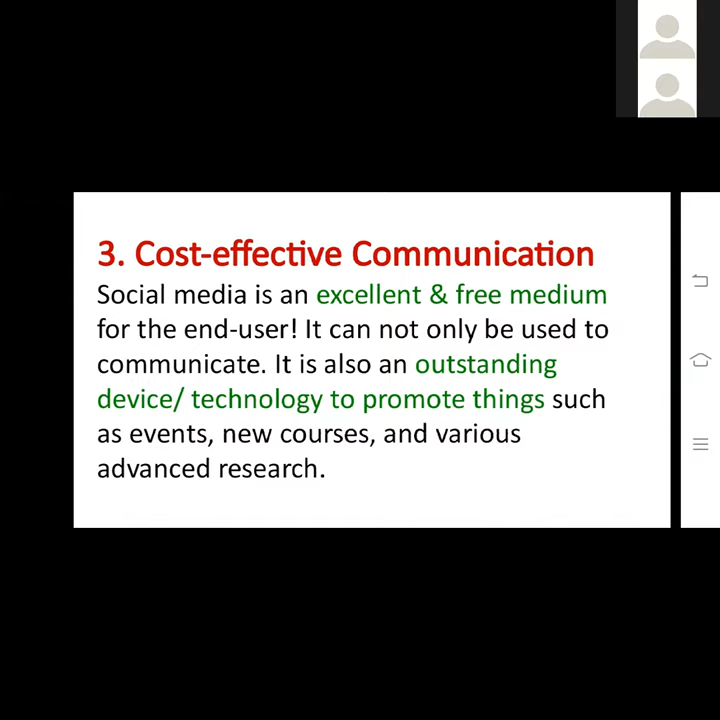 3. Cost-effective Communication
Social media is an excellent & free medium
for the end-user! It can not only be used to
communicate. It is also an outstanding
device/ technology to promote things such
as events, new courses, and various
advanced research.